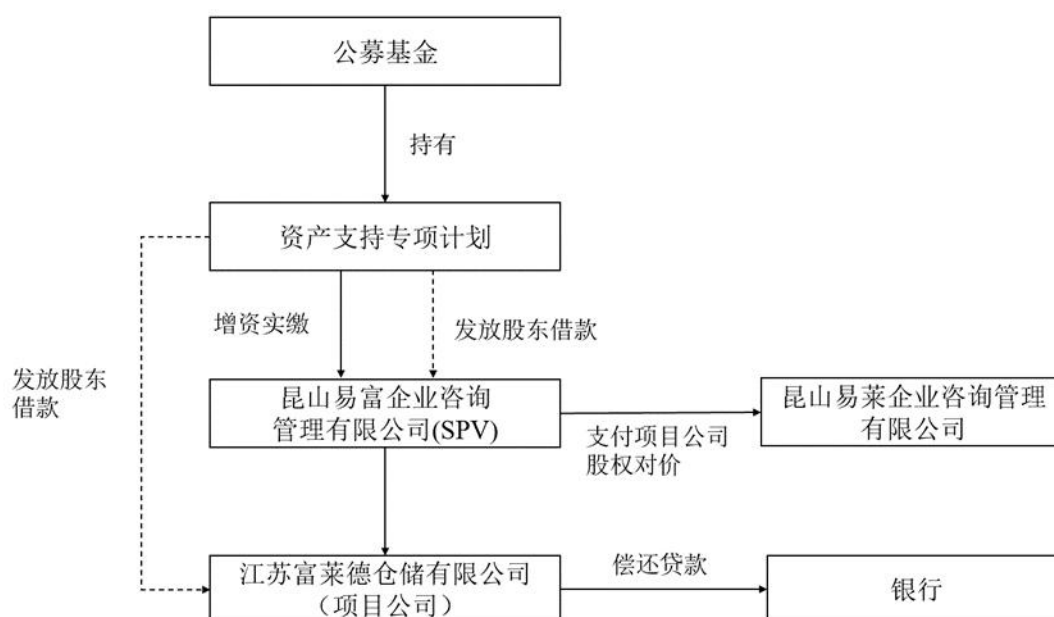 公募基金
持有
资产支持专项计划
增资实缴
发放股东借款
发放股东
借款
昆山易富企业咨询
管理有限公司(SPV)
支付项目公司
股权对价
昆山易莱企业咨询管理
有限公司
江苏富莱德仓储有限公司
（项目公司）
偿还贷款
银行